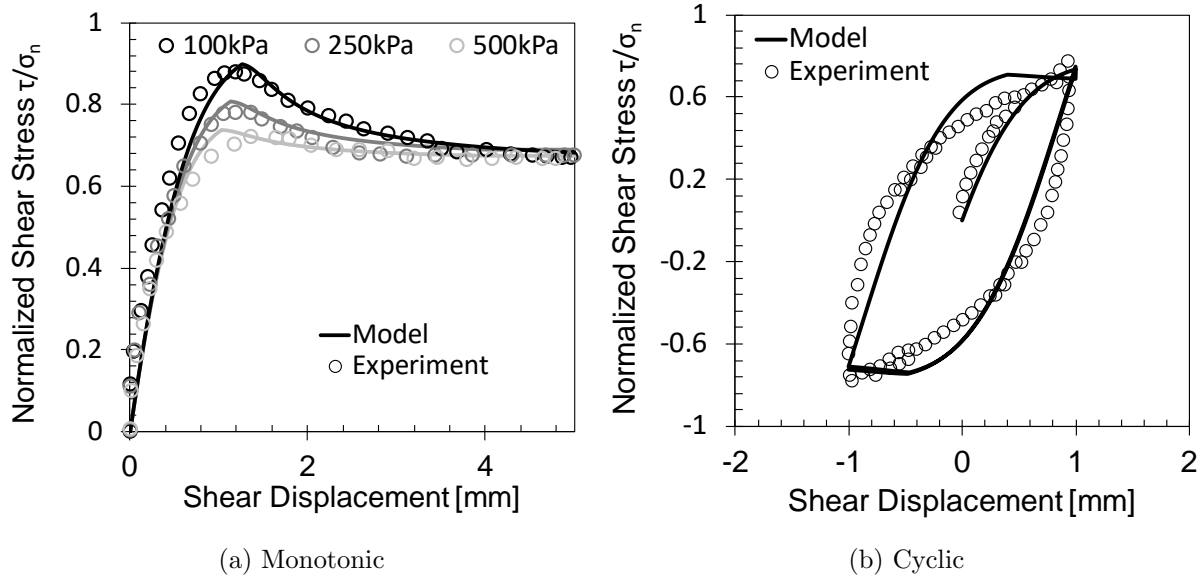 1
0.8
0.6
0.4
0.2
0
Normalized Shear Stress τ/σn
100kPa 250kPa 500kPa
Model
Experiment
0 2 4
Shear Displacement [mm]
(a) Monotonic
1
0.6
0.2
-0.2
-0.6
-1
Normalized Shear Stress τ/σn
Model
Experiment
-2 -1 0 1 2
Shear Displacement [mm]
(b) Cyclic